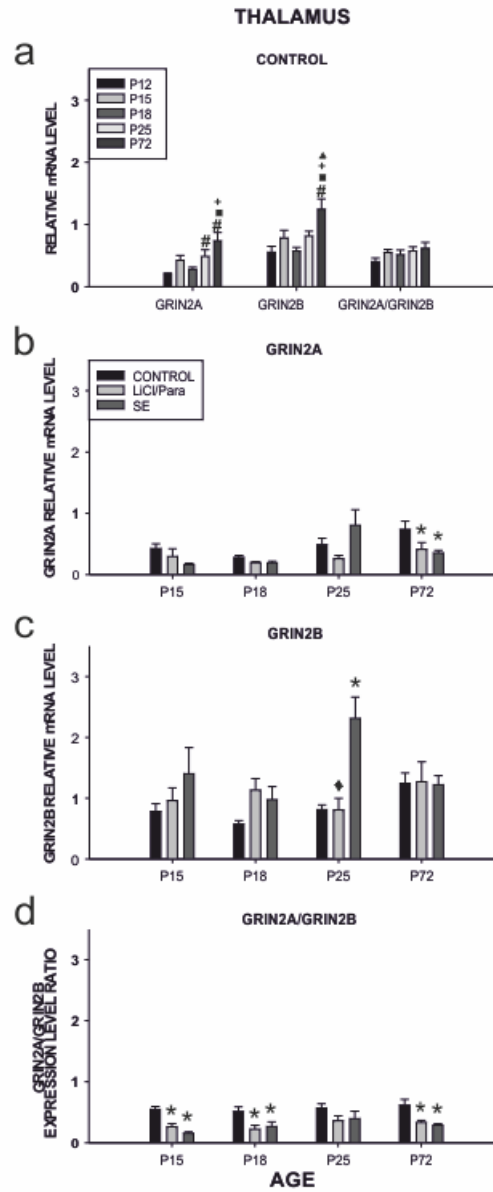 THALAMUS
a
CONTROL
P12
P15
P18
P25
P72
RELATIVE mRNA LEVEL
3
2
1
0
+
■
#
#
▲
+
■
#
GRIN2A GRIN2B GRIN2A/GRIN2B
b
GRIN2A
CONTROL
LiCl/Para
SE
GRIN2A RELATIVE mRNA LEVEL
3
2
1
0
* *
P15 P18 P25 P72
c
GRIN2B
GRIN2B RELATIVE mRNA LEVEL
3
2
1
0
*
♦
P15 P18 P25 P72
d
GRIN2A/GRIN2B
GRIN2A/GRIN2B
EXPRESSION LEVEL RATIO
3
2
1
0
* * * * * *
P15 P18 P25 P72
AGE